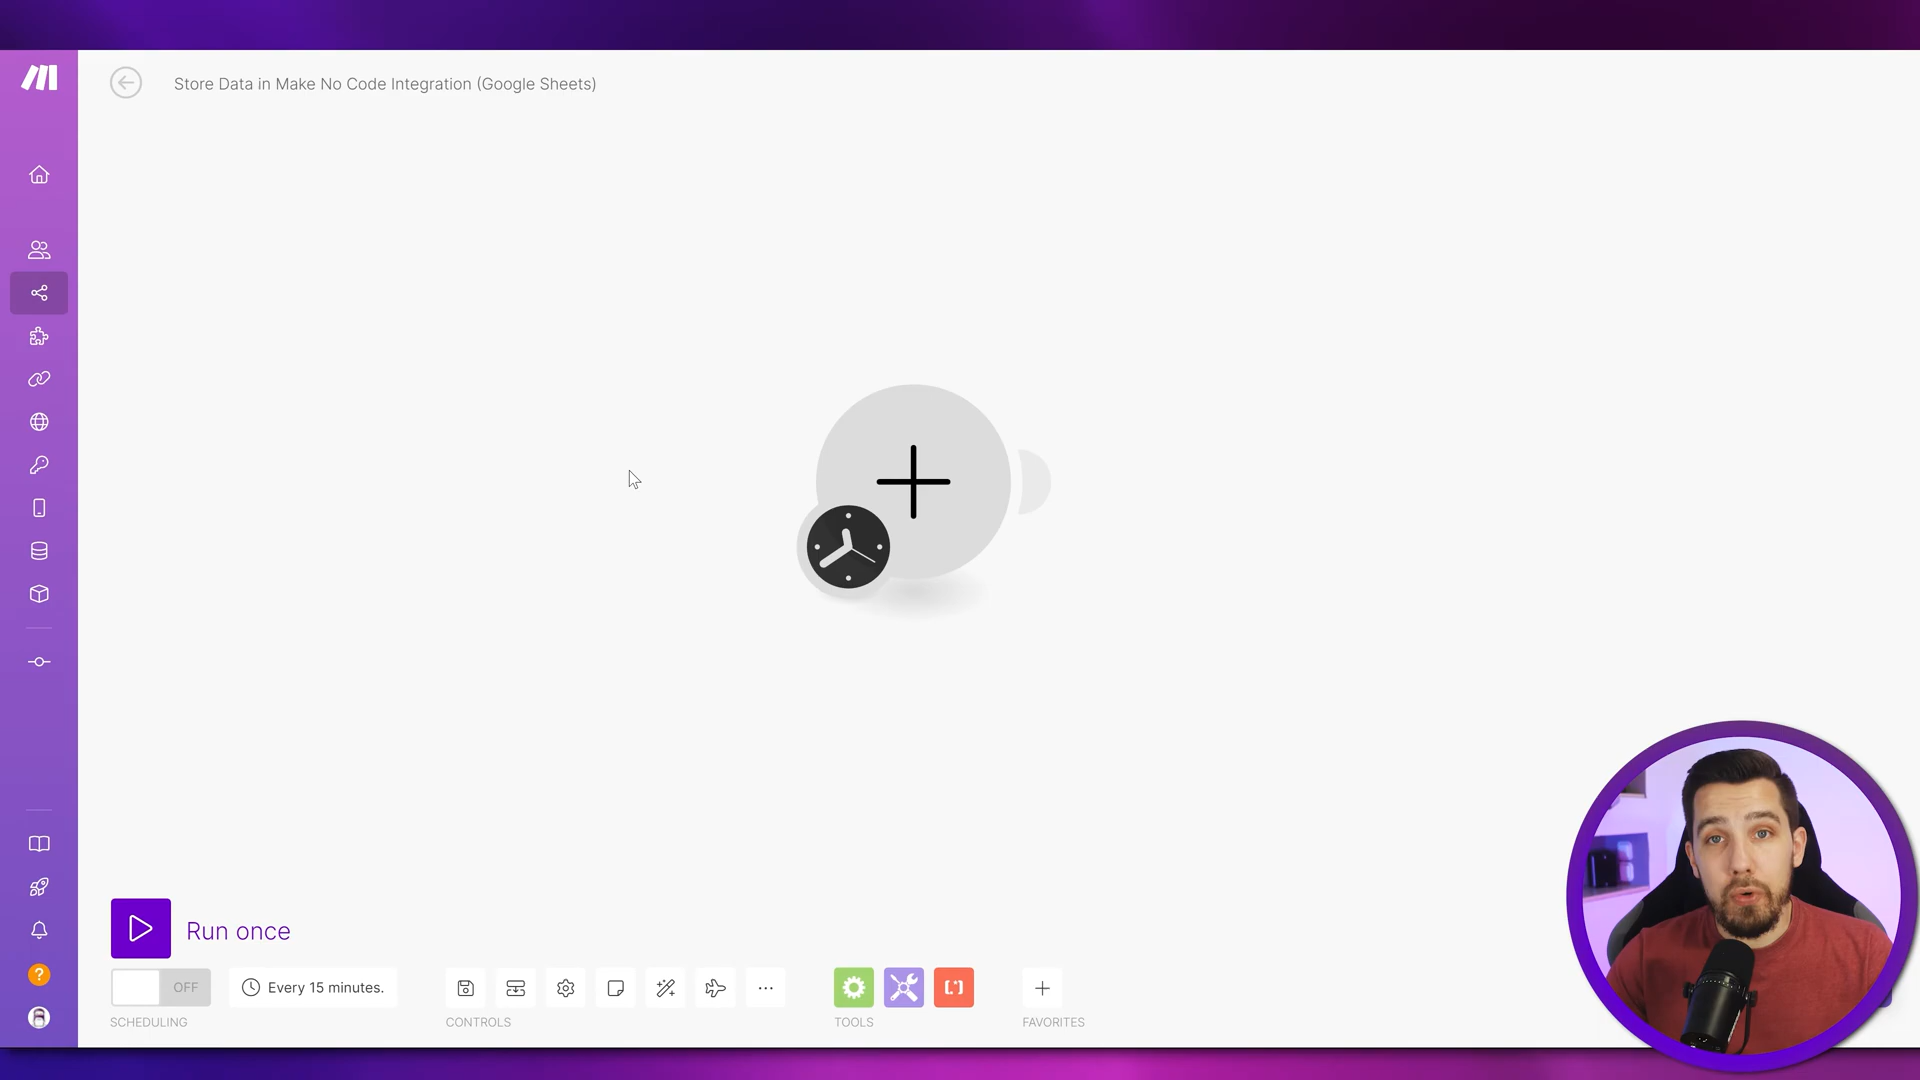 Store Data in Make No Code Integration (Google Sheets)
Run once
OFF
Every 15 minutes.
SCHEDULING
CONTROLS
TOOLS
FAVORITES
?